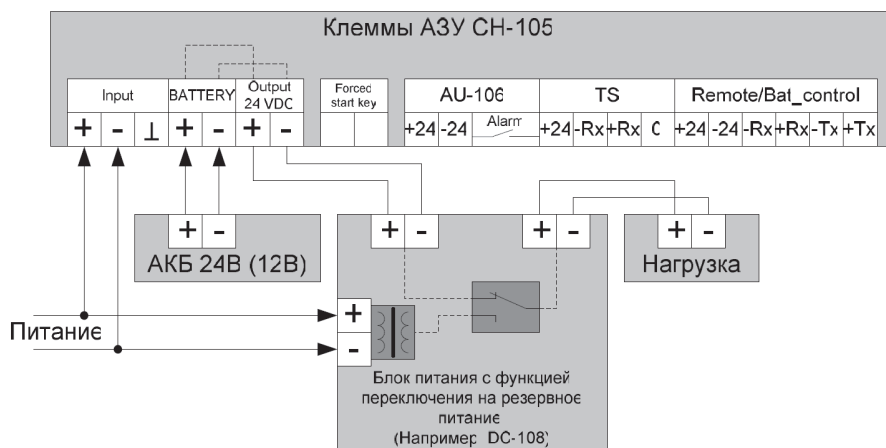 Клеммы АЗУ CH-105
Input BATTERY Output 24 VDC Forced start key AU-106 TS Remote/Bat_control
+ - ⊥ + - + - +24 -24 Alarm +24 -Rx +Rx C +24 -24 -Rx +Rx -Tx +Tx
+ - + - + -
АКБ 24В (12В) Нагрузка
+
Питание
-
Блок питания с функцией
переключения на резервное
питание
(Например DC-108)